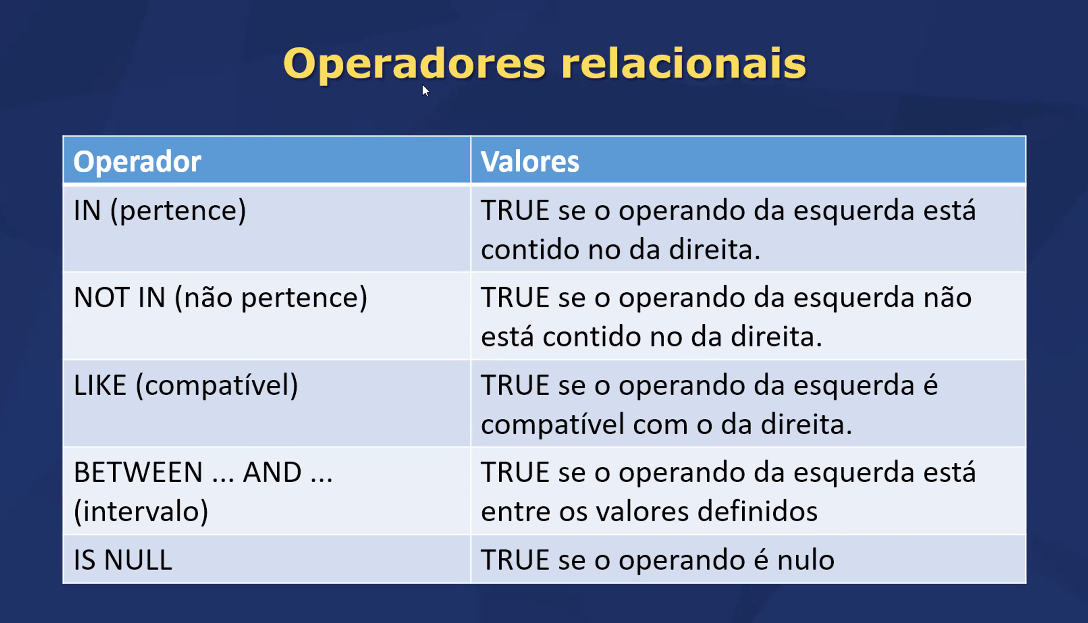 Operadores relacionais
Operador
Valores
IN (pertence)
TRUE se o operando da esquerda está
contido no da direita.
NOT IN (não pertence)
TRUE se o operando da esquerda não
está contido no da direita.
LIKE (compatível)
TRUE se o operando da esquerda é
compatível com o da direita.
BETWEEN ... AND ...
(intervalo)
TRUE se o operando da esquerda está
entre os valores definidos
IS NULL
TRUE se o operando é nulo